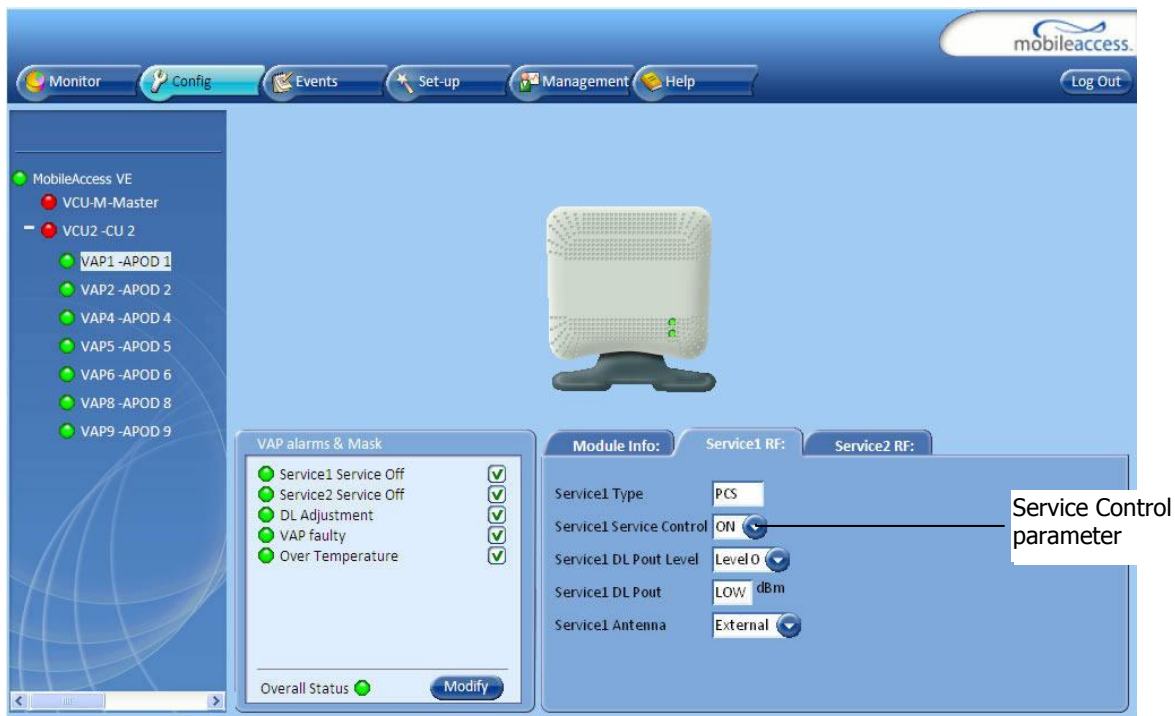 mobileaccess.
Monitor
Config
Events
Set-up
Management
Help
Log Out
MobileAccess VE
VCU-M-Master
VCU2 -CU 2
VAP1 -APOD 1
VAP2 -APOD 2
VAP4 -APOD 4
VAP5 -APOD 5
VAP6 -APOD 6
VAP8 -APOD 8
VAP9 -APOD 9
VAP alarms & Mask
Service1 Service Off
Service2 Service Off
DL Adjustment
VAP faulty
Over Temperature
Overall Status
Modify
Module Info:
Service1 RF:
Service2 RF:
Service1 Type PCS
Service1 Service Control ON
Service1 DL Pout Level Level 0
Service1 DL Pout LOW dBm
Service1 Antenna External
Service Control
parameter